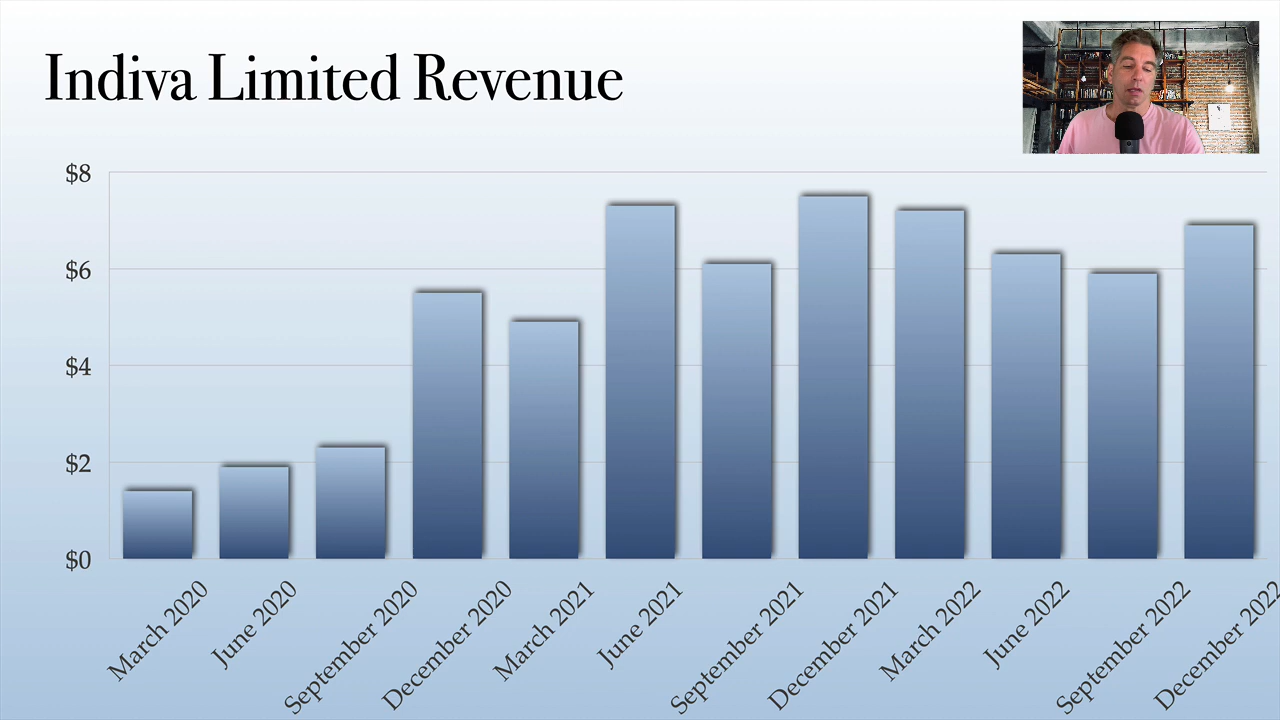 Indiva Limited Revenue
$8
$6
$4
$2
$0
March 2020
June 2020
September 2020
December 2020
March 2021
June 2021
September 2021
December 2021
March 2022
June 2022
September 2022
December 2022